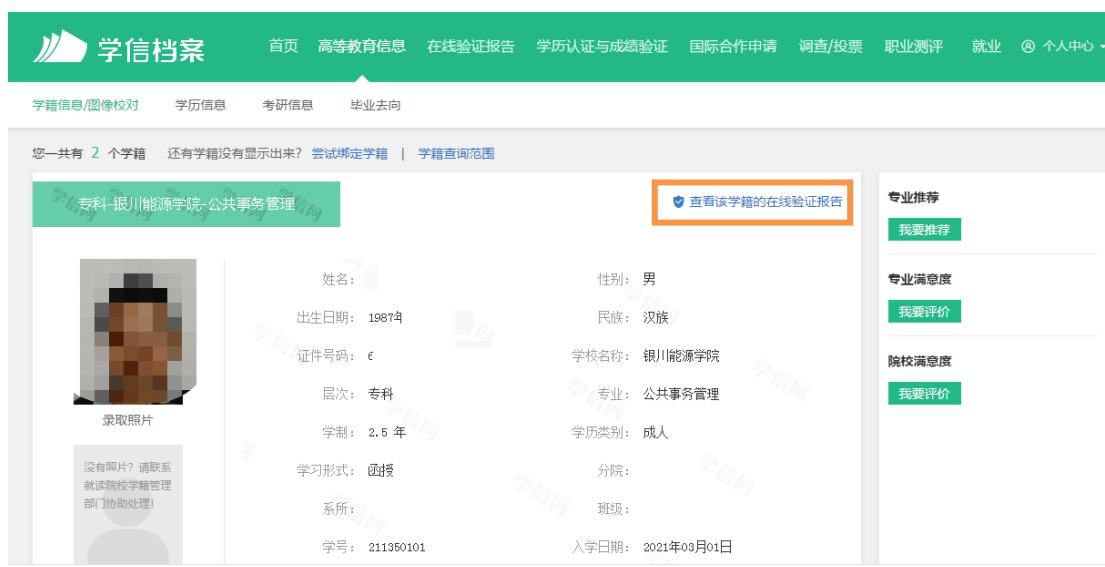 学信档案 首页 高等教育信息 在线验证报告 学历认证与成绩验证 国际合作申请 调查/投票 职业测评 就业 个人中心
学籍信息/图像校对 学历信息 考研信息 毕业去向
您一共有 2 个学籍 还有学籍没有显示出来? 尝试绑定学籍 | 学籍查询范围
专科-银川能源学院-公共事务管理 查看该学籍的在线验证报告
专业推荐
我要推荐
专业满意度
我要评价
院校满意度
我要评价
姓名: 性别: 男
出生日期: 1987年 民族: 汉族
证件号码: 学校名称: 银川能源学院
层次: 专科 专业: 公共事务管理
学制: 2.5 年 学历类别: 成人
学习形式: 函授 分院:
系所: 班级:
学号: 211350101 入学日期: 2021年03月01日
录取照片
没有照片? 请联系
就读院校学籍管理
部门协助处理!
学信网